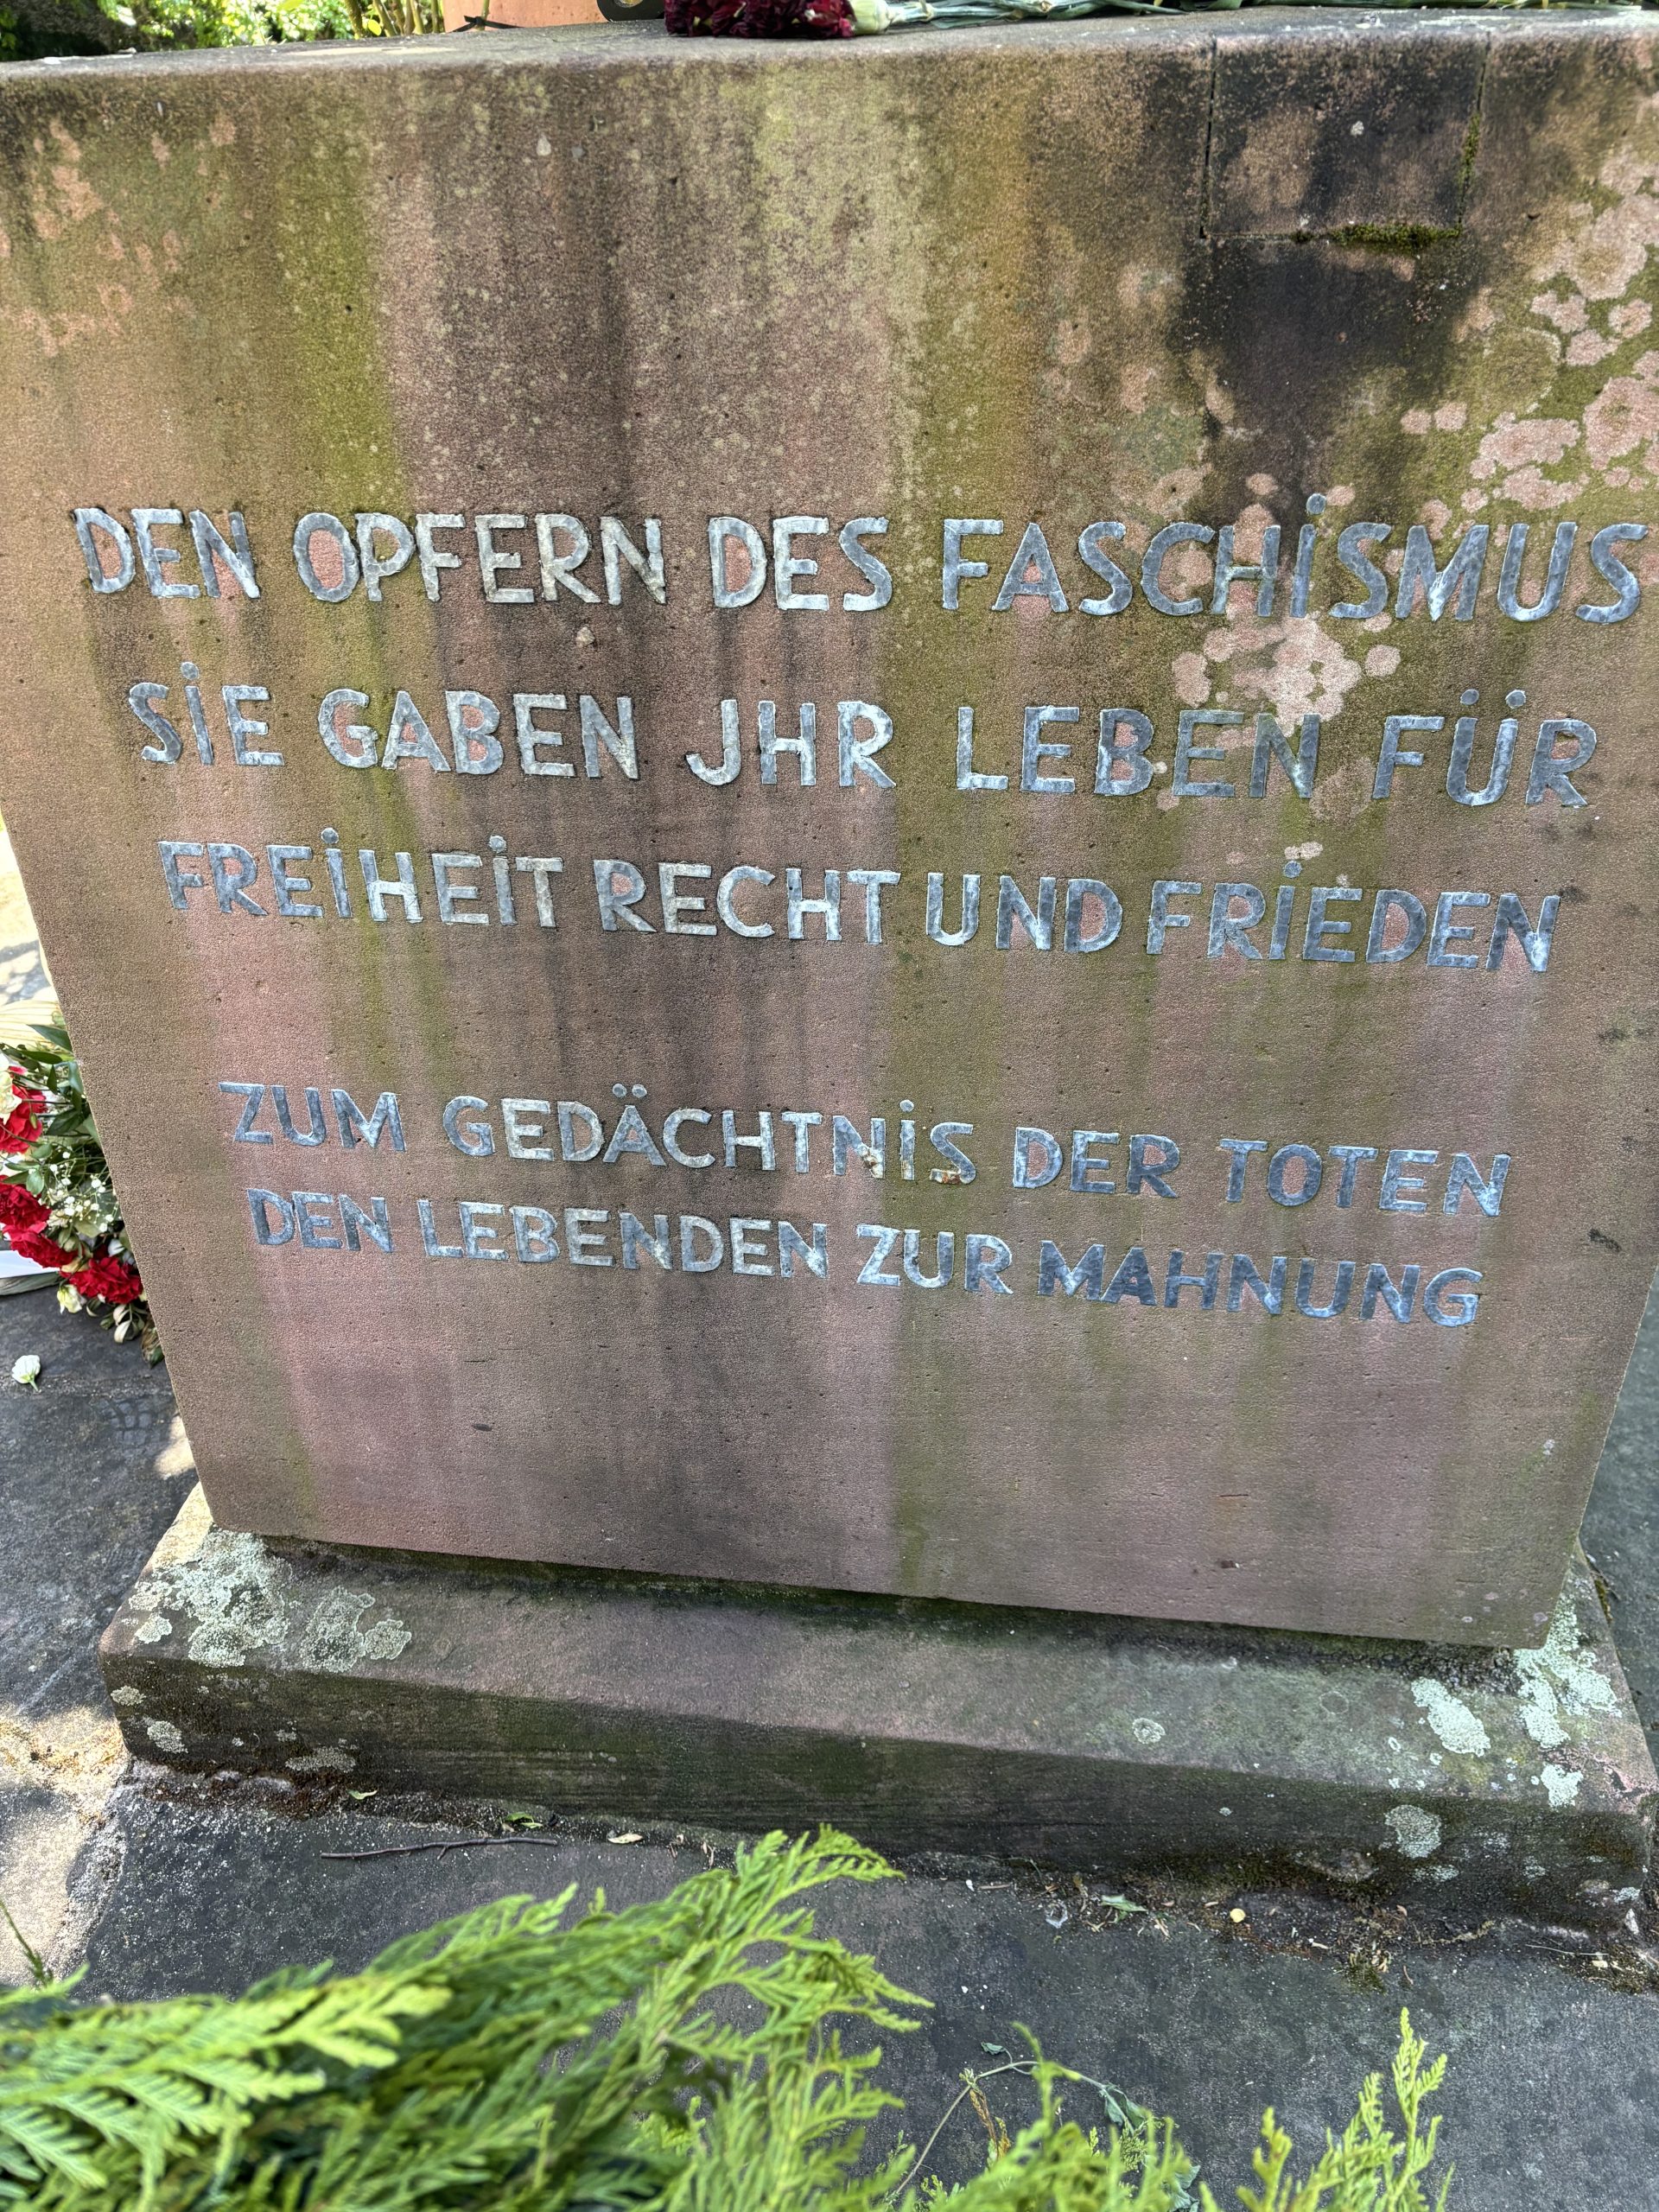 DEN OPFERN DES FASCHiSMUS
SiE GABEN JHR LEBEN FÜR
FREiHEiT RECHT UND FRiEDEN
ZUM GEDÄCHTNiS DER TOTEN
DEN LEBENDEN ZUR MAHNUNG